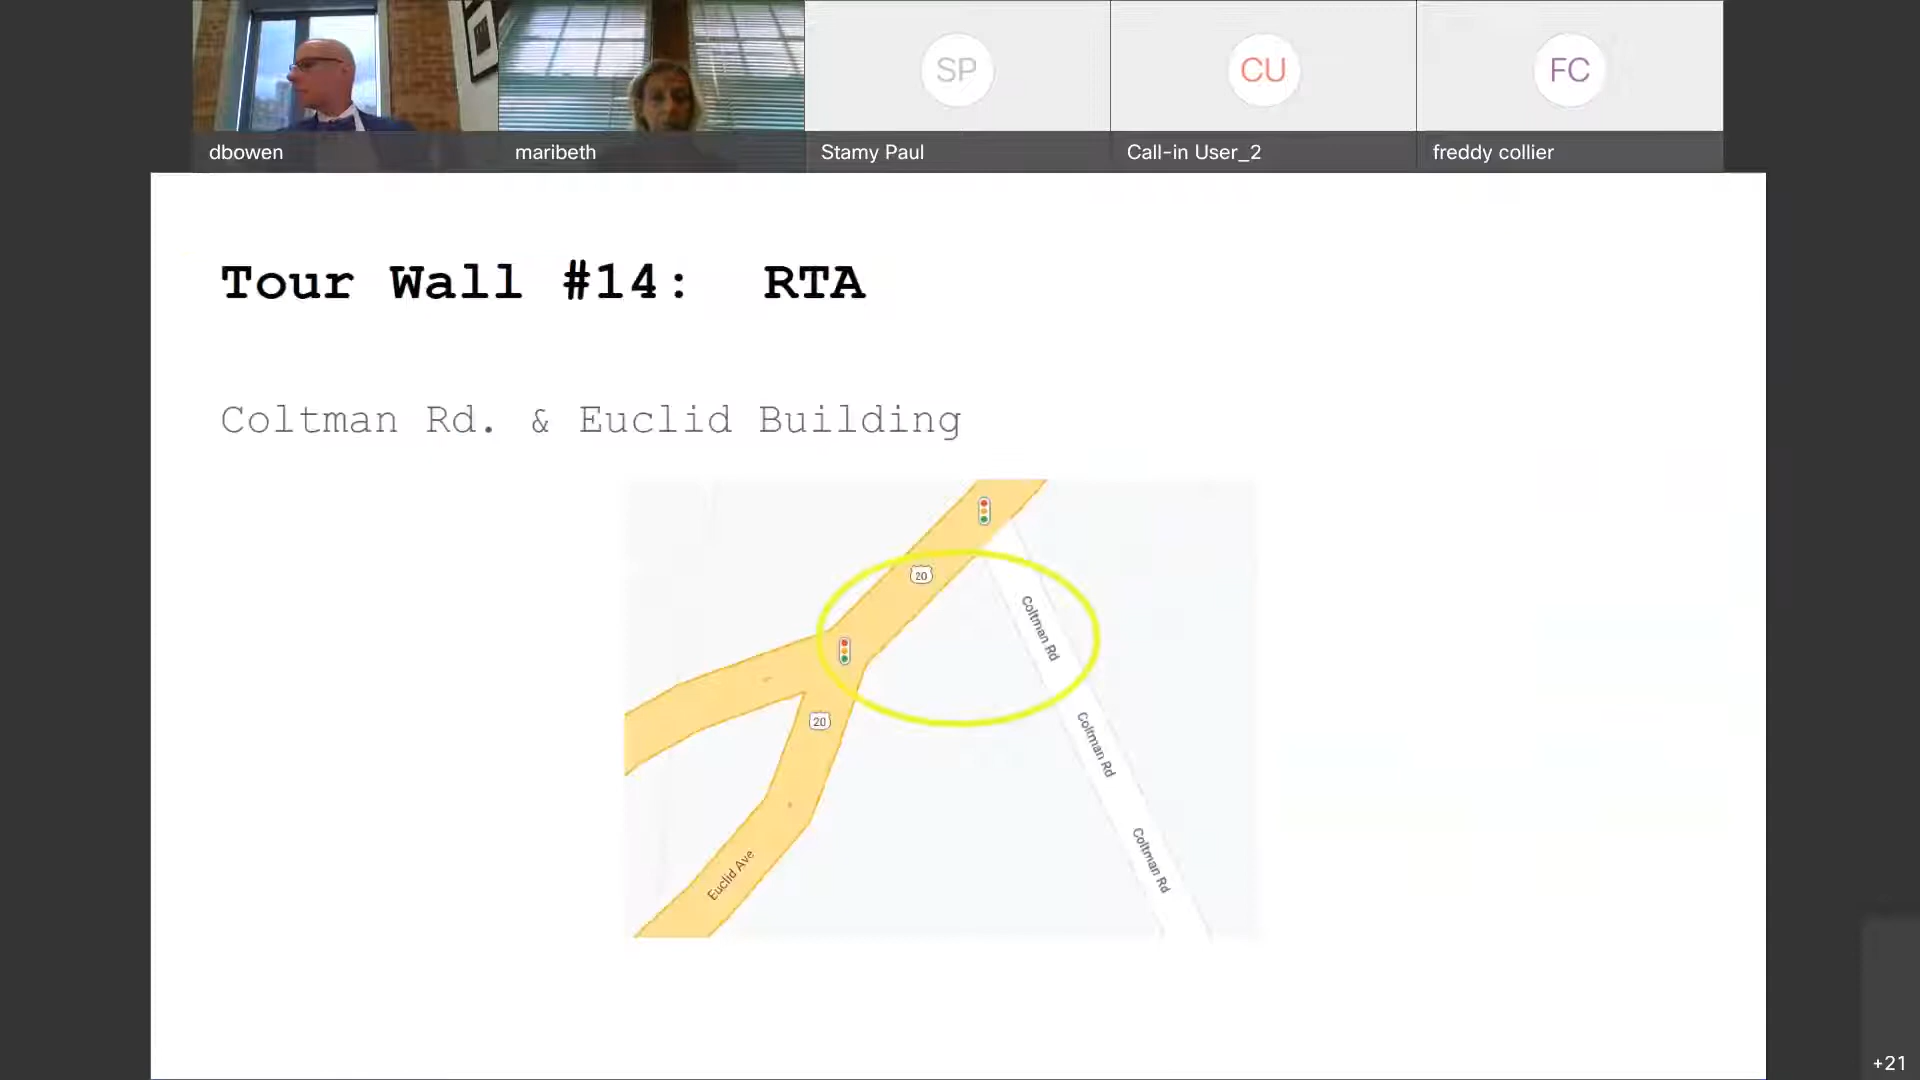 SP
CU
FC
dbowen
maribeth
Stamy Paul
Call-in User_2
freddy collier
Tour Wall #14: RTA
Coltman Rd. & Euclid Building
20
Coltman Rd
20
Coltman Rd
Coltman Rd
Euclid Ave
+21